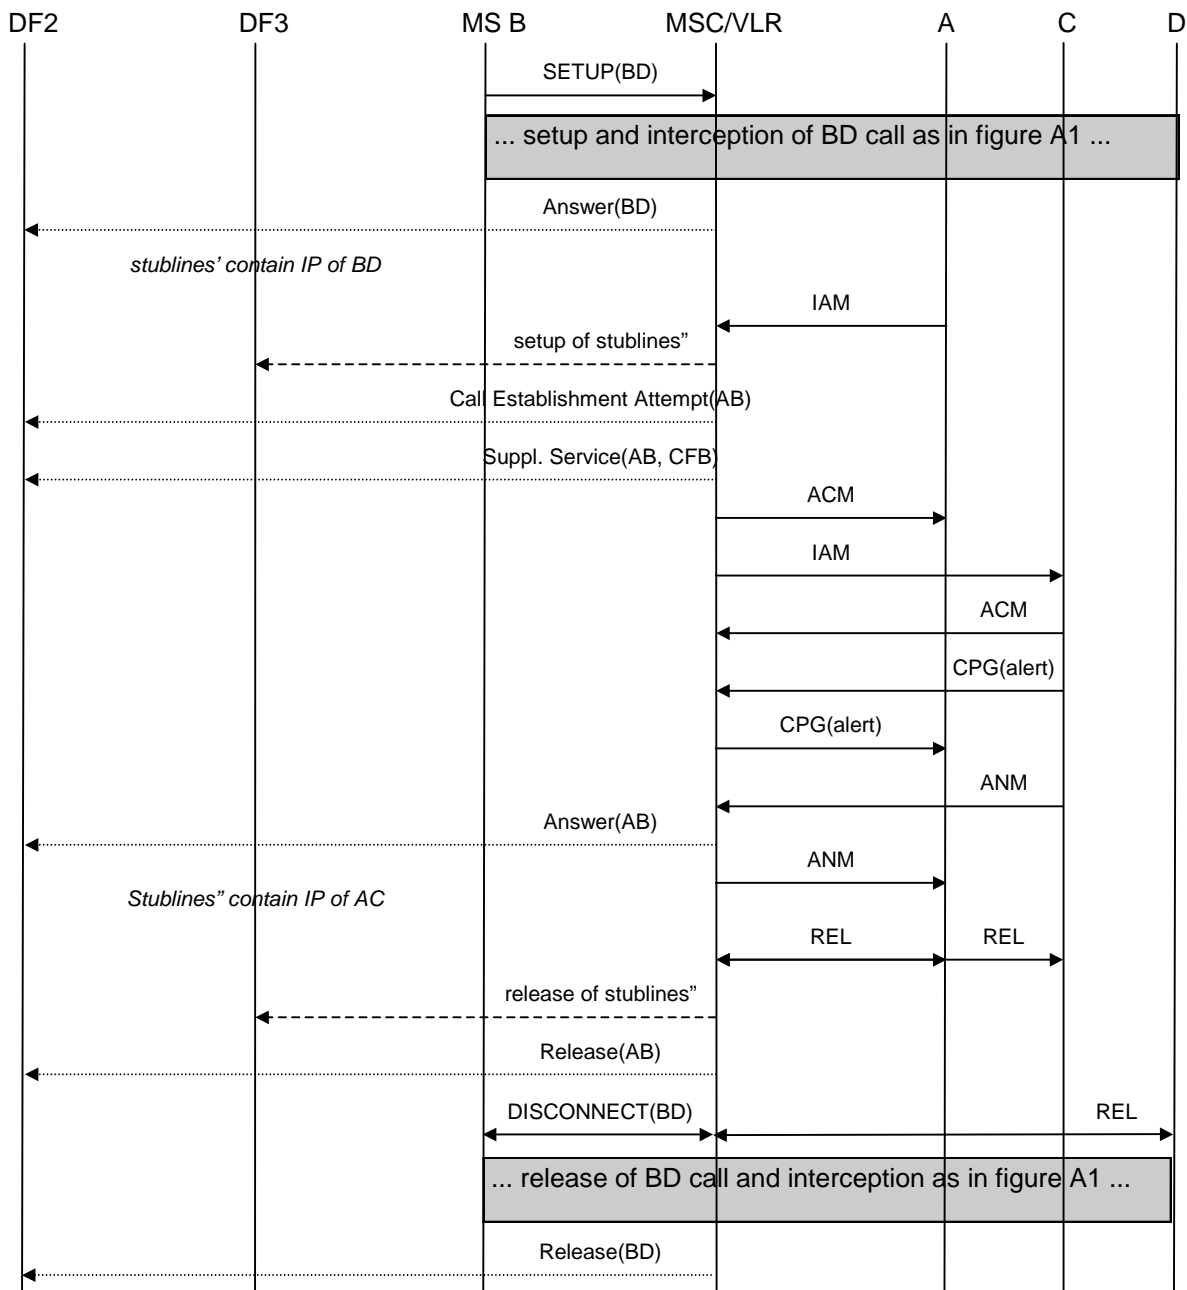 DF2 DF3 MS B MSC/VLR A C D
SETUP(BD)
... setup and interception of BD call as in figure A1 ...
Answer(BD)
stublines’ contain IP of BD
IAM
setup of stublines”
Call Establishment Attempt(AB)
Suppl. Service(AB, CFB)
ACM
IAM
ACM
CPG(alert)
CPG(alert)
ANM
Answer(AB)
ANM
Stublines” contain IP of AC
REL REL
release of stublines”
Release(AB)
DISCONNECT(BD) REL
... release of BD call and interception as in figure A1 ...
Release(BD)